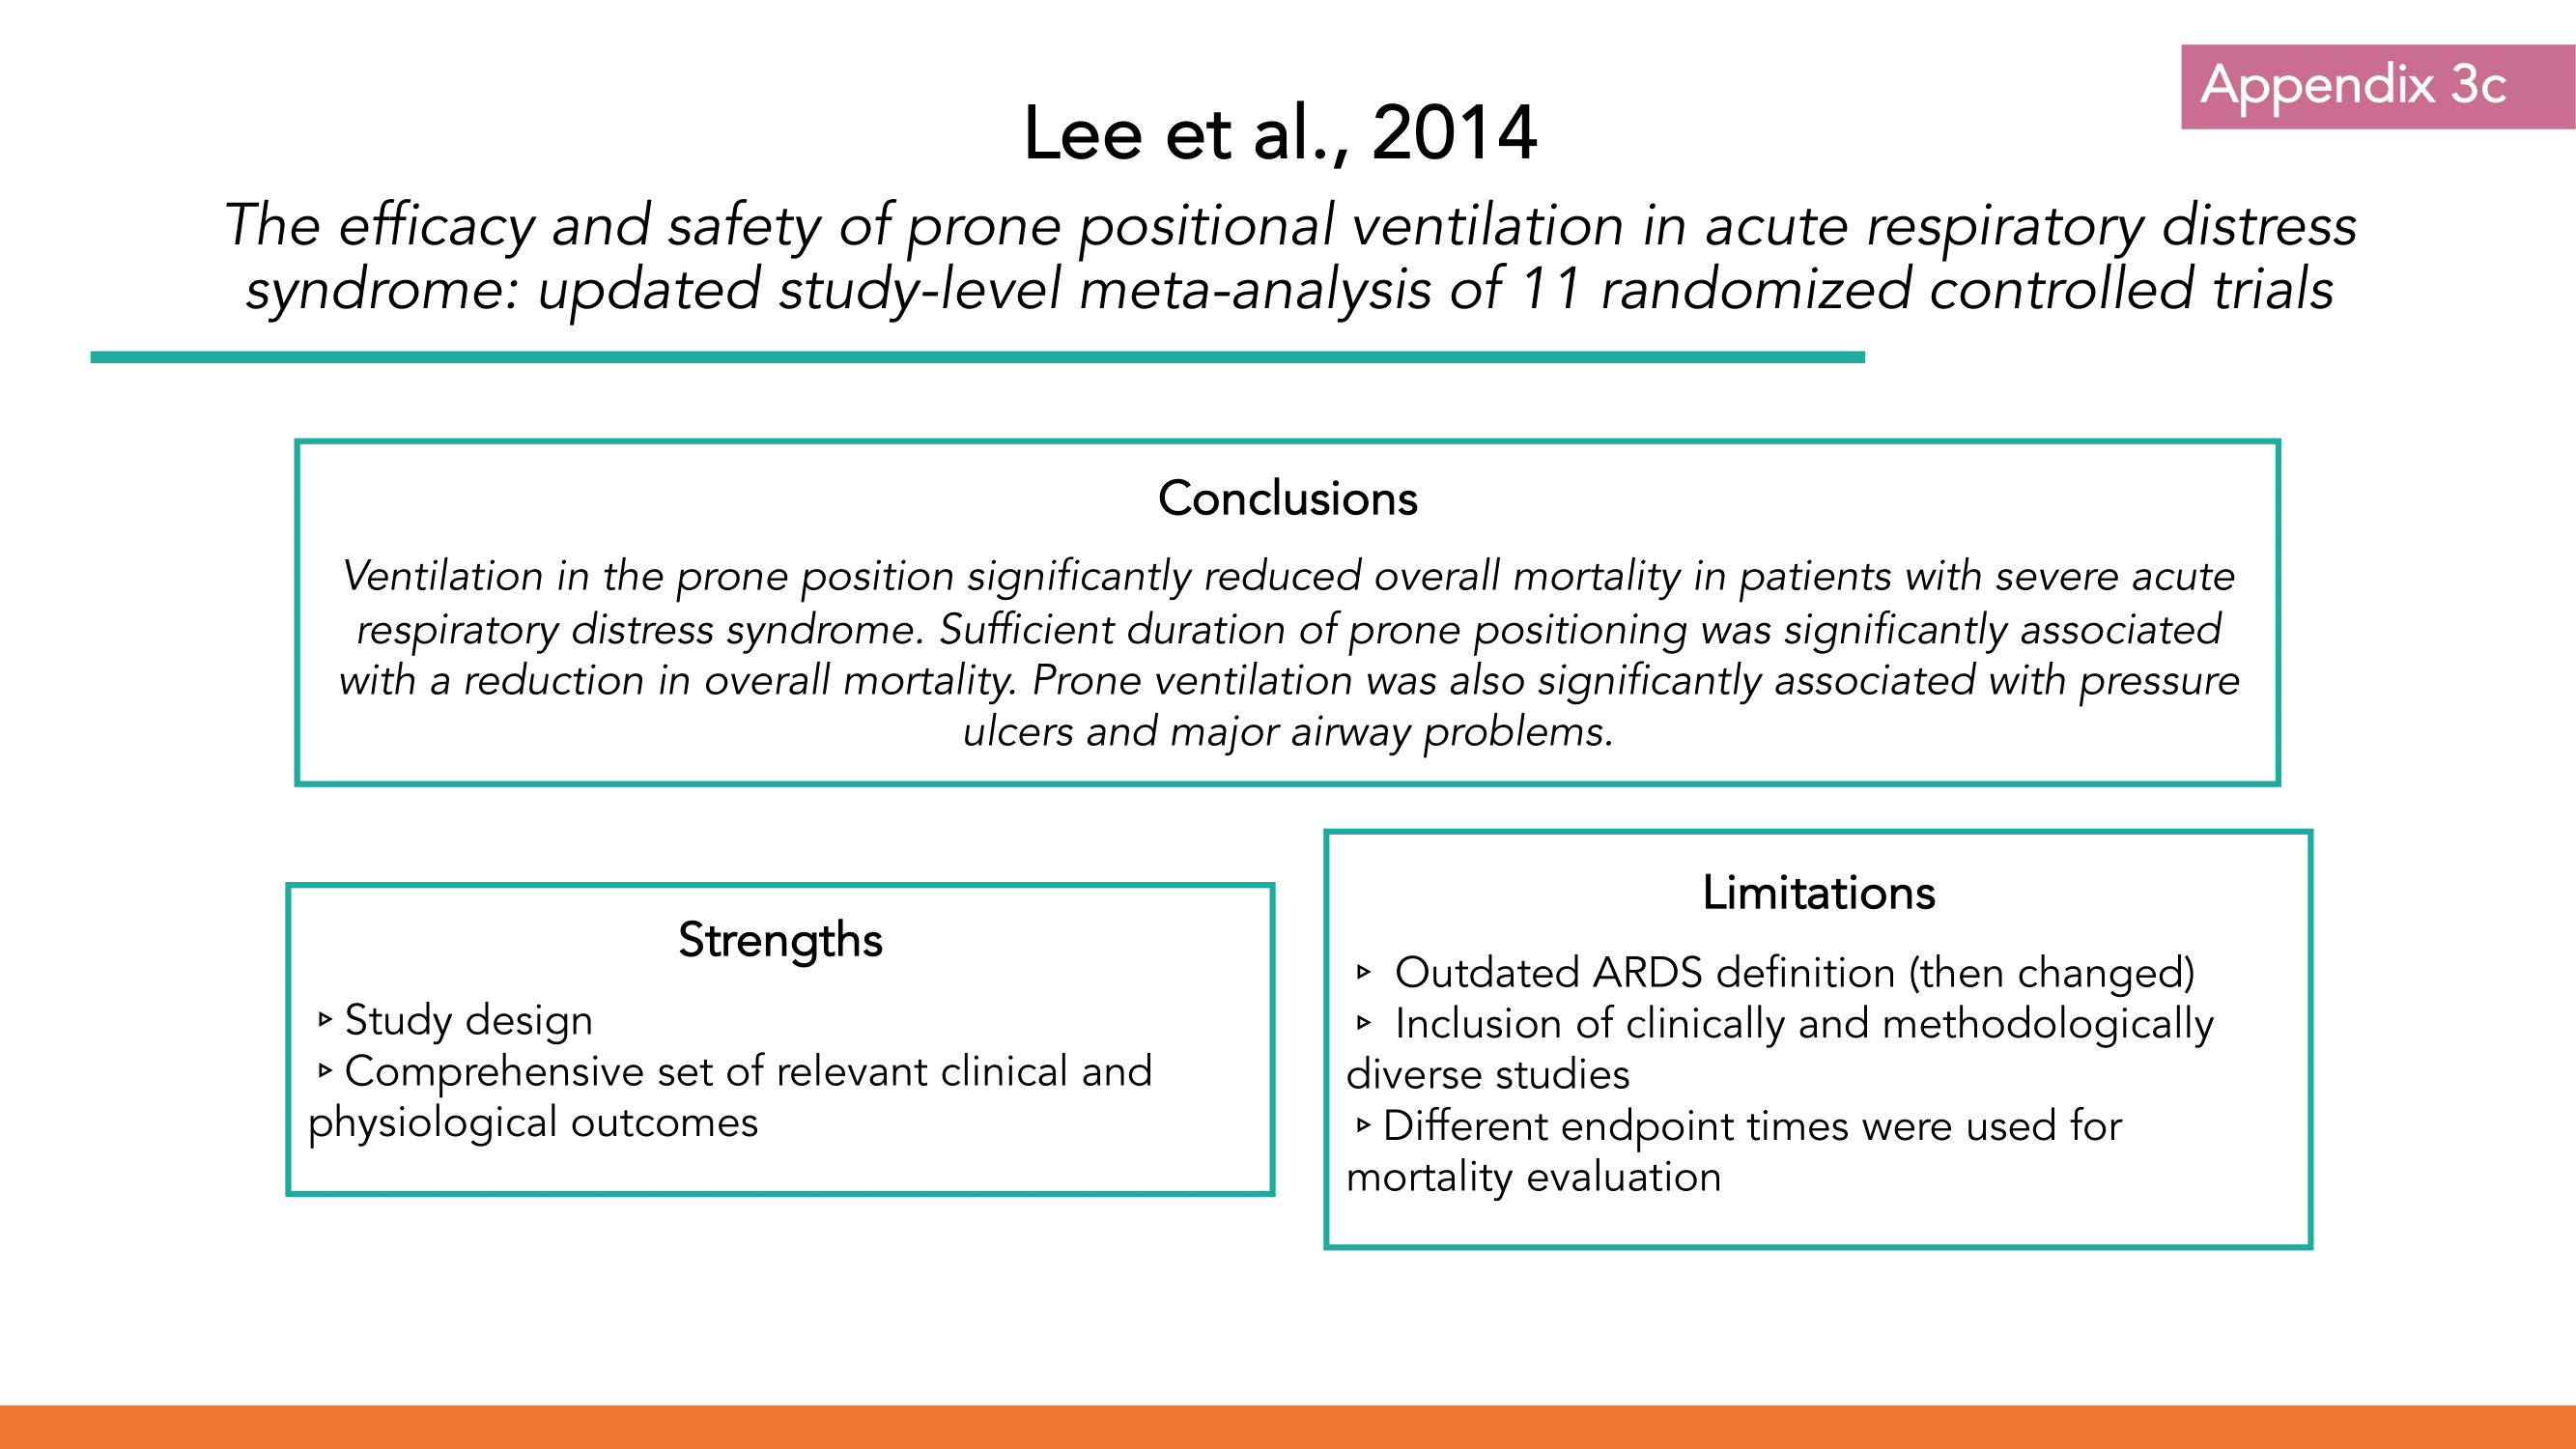 Appendix 3c
Lee et al., 2014
The efficacy and safety of prone positional ventilation in acute respiratory distress
syndrome: updated study-level meta-analysis of 11 randomized controlled trials
Conclusions
Ventilation in the prone position significantly reduced overall mortality in patients with severe acute
respiratory distress syndrome. Sufficient duration of prone positioning was significantly associated
with a reduction in overall mortality. Prone ventilation was also significantly associated with pressure
ulcers and major airway problems.
Strengths
▹ Study design
▹ Comprehensive set of relevant clinical and
physiological outcomes
Limitations
▹ Outdated ARDS definition (then changed)
▹ Inclusion of clinically and methodologically
diverse studies
▹ Different endpoint times were used for
mortality evaluation